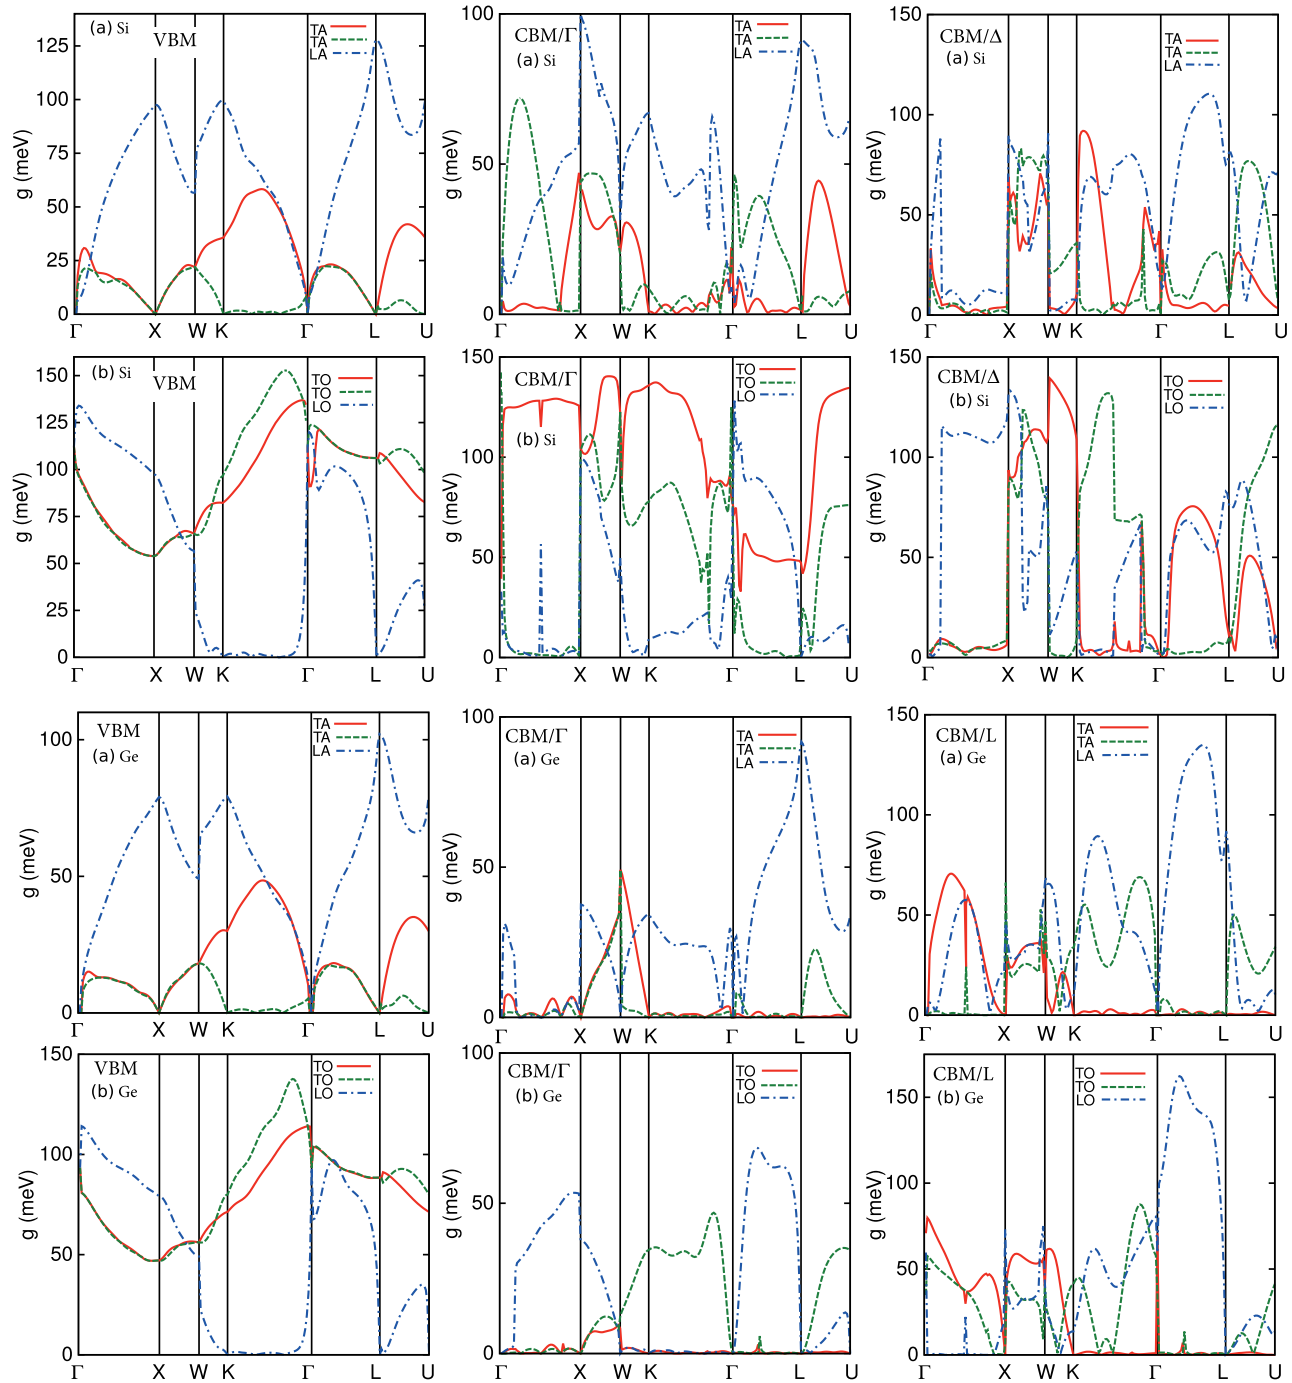 (a) Si
VBM
TA
TA
LA
g (meV)
125
100
75
50
25
0
Γ X W K Γ L U
CBM/Γ
(a) Si
TA
TA
LA
g (meV)
100
50
0
Γ X W K Γ L U
CBM/Δ
(a) Si
TA
TA
LA
g (meV)
150
100
50
0
Γ X W K Γ L U
(b) Si
VBM
TO
TO
LO
g (meV)
150
125
100
75
50
25
0
Γ X W K Γ L U
CBM/Γ
(b) Si
TO
TO
LO
g (meV)
150
100
50
0
Γ X W K Γ L U
CBM/Δ
(b) Si
TO
TO
LO
g (meV)
150
100
50
0
Γ X W K Γ L U
VBM
(a) Ge
TA
TA
LA
g (meV)
100
50
0
Γ X W K Γ L U
CBM/Γ
(a) Ge
TA
TA
LA
g (meV)
100
50
0
Γ X W K Γ L U
CBM/L
(a) Ge
TA
TA
LA
g (meV)
150
100
50
0
Γ X W K Γ L U
VBM
(b) Ge
TO
TO
LO
g (meV)
150
100
50
0
Γ X W K Γ L U
CBM/Γ
(b) Ge
TO
TO
LO
g (meV)
100
50
0
Γ X W K Γ L U
CBM/L
(b) Ge
TO
TO
LO
g (meV)
150
100
50
0
Γ X W K Γ L U